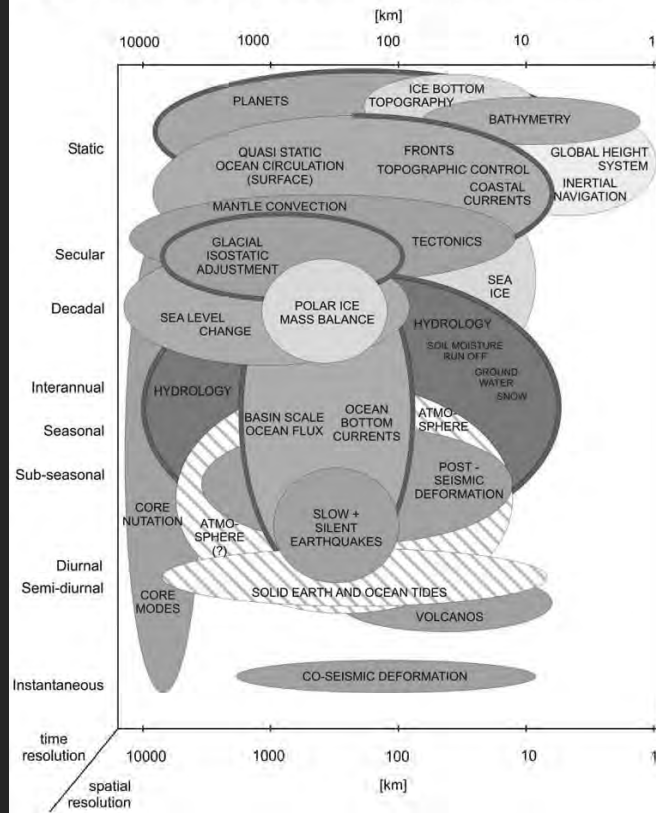 [km]
10000 1000 100 10 1
PLANETS
ICE BOTTOM
TOPOGRAPHY
BATHYMETRY
Static
QUASI STATIC
OCEAN CIRCULATION
(SURFACE)
FRONTS
TOPOGRAPHIC CONTROL
COASTAL
CURRENTS
GLOBAL HEIGHT
SYSTEM
INERTIAL
NAVIGATION
MANTLE CONVECTION
Secular
GLACIAL
ISOSTATIC
ADJUSTMENT
TECTONICS
SEA
ICE
Decadal
SEA LEVEL
CHANGE
POLAR ICE
MASS BALANCE
HYDROLOGY
SOIL MOISTURE
RUN OFF
GROUND
WATER
SNOW
Interannual
HYDROLOGY
Seasonal
BASIN SCALE
OCEAN FLUX
OCEAN
BOTTOM
CURRENTS
ATMO-
SPHERE
Sub-seasonal
POST -
SEISMIC
DEFORMATION
CORE
NUTATION
ATMO-
SPHERE
(?)
SLOW +
SILENT
EARTHQUAKES
Diurnal
Semi-diurnal
CORE
MODES
SOLID EARTH AND OCEAN TIDES
VOLCANOS
Instantaneous
CO-SEISMIC DEFORMATION
time
resolution
10000 1000 100 10 1
spatial
resolution
[km]